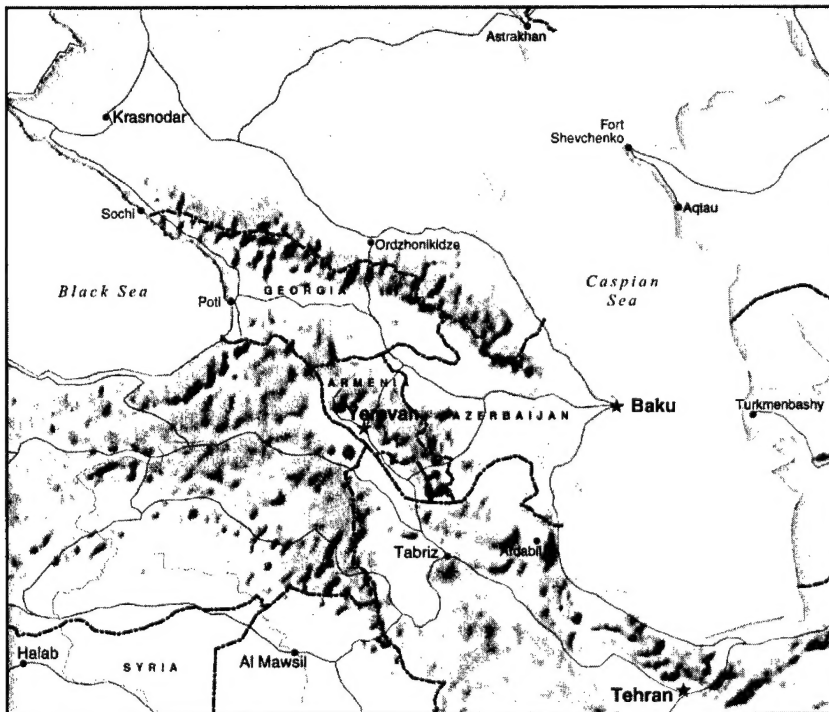 Astrakhan
Krasnodar
Fort
Shevchenko
Aqtau
Sochi
Ordzhonikidze
Black Sea
GEORGIA
Poti
Caspian
Sea
ARMENIA
Yerevan
AZERBAIJAN
Baku
Turkmenbashy
Tabriz
Ardabil
Halab
SYRIA
Al Mawsil
Tehran